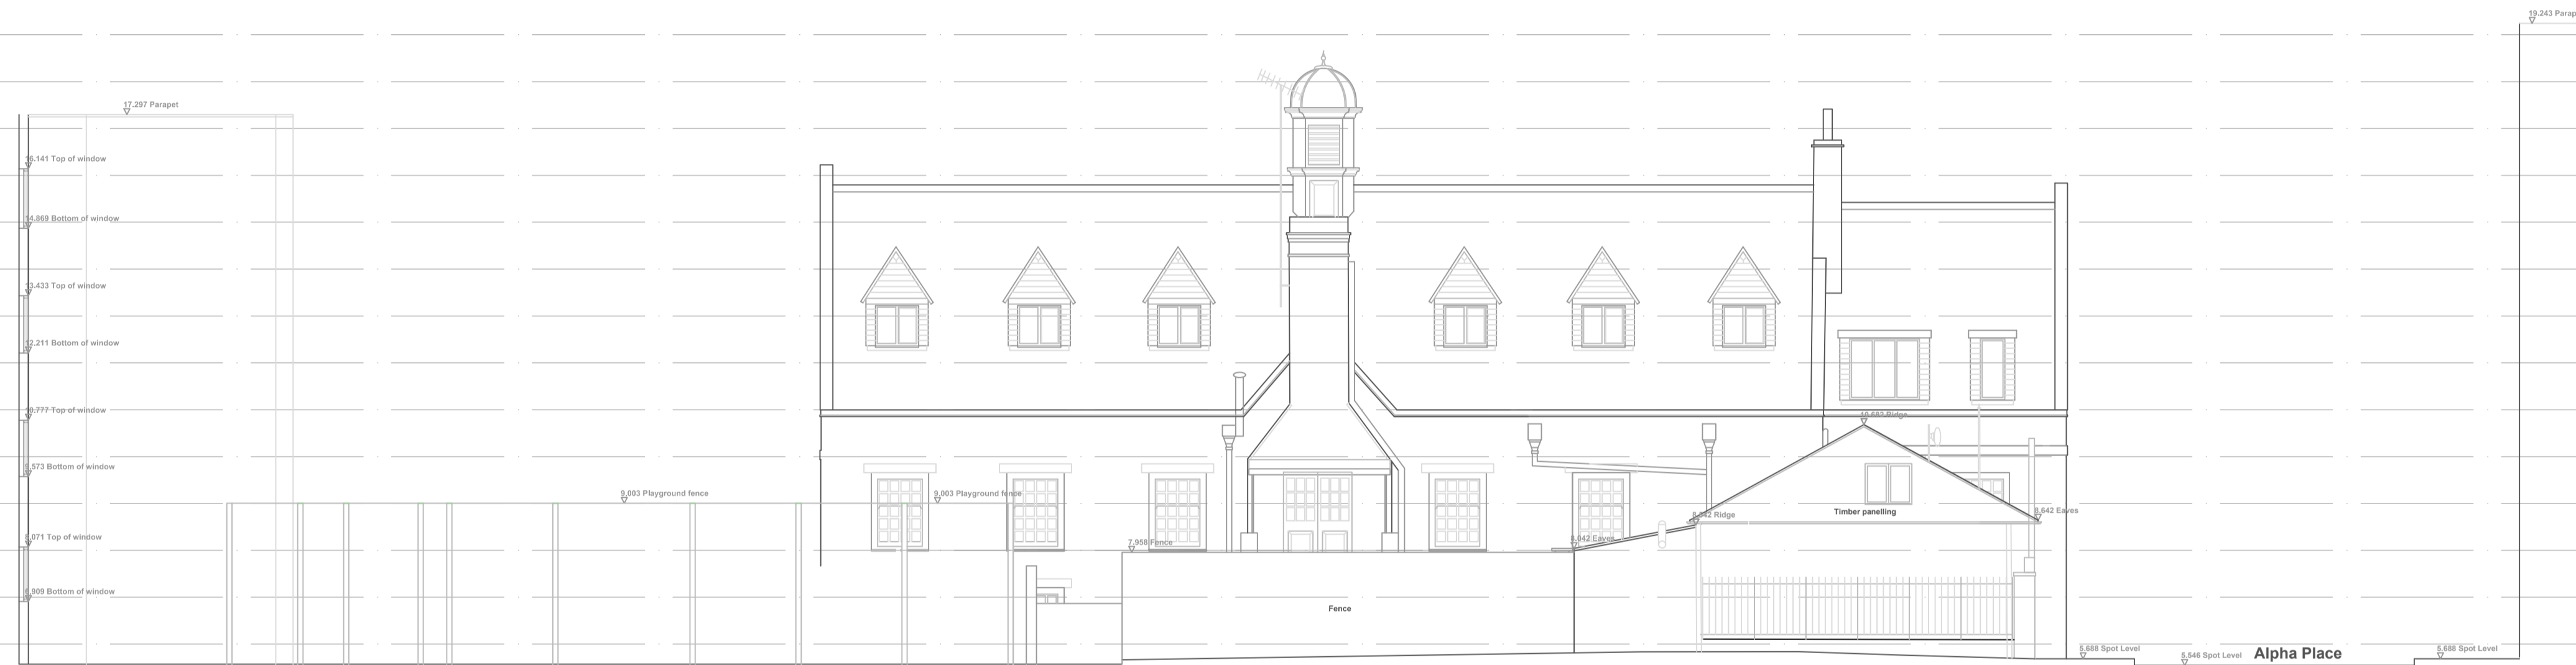 19.243 Parap
17.297 Parapet
16.141 Top of window
14.869 Bottom of window
13.433 Top of window
12.211 Bottom of window
10.777 Top of window
10.683 Ridge
9.573 Bottom of window
9.003 Playground fence
9.003 Playground fence
Timber panelling
8.642 Eaves
Ridge
8.071 Top of window
8.042 Eaves
7.958 Fence
6.909 Bottom of window
Fence
5.688 Spot Level
5.546 Spot Level
Alpha Place
5.688 Spot Level